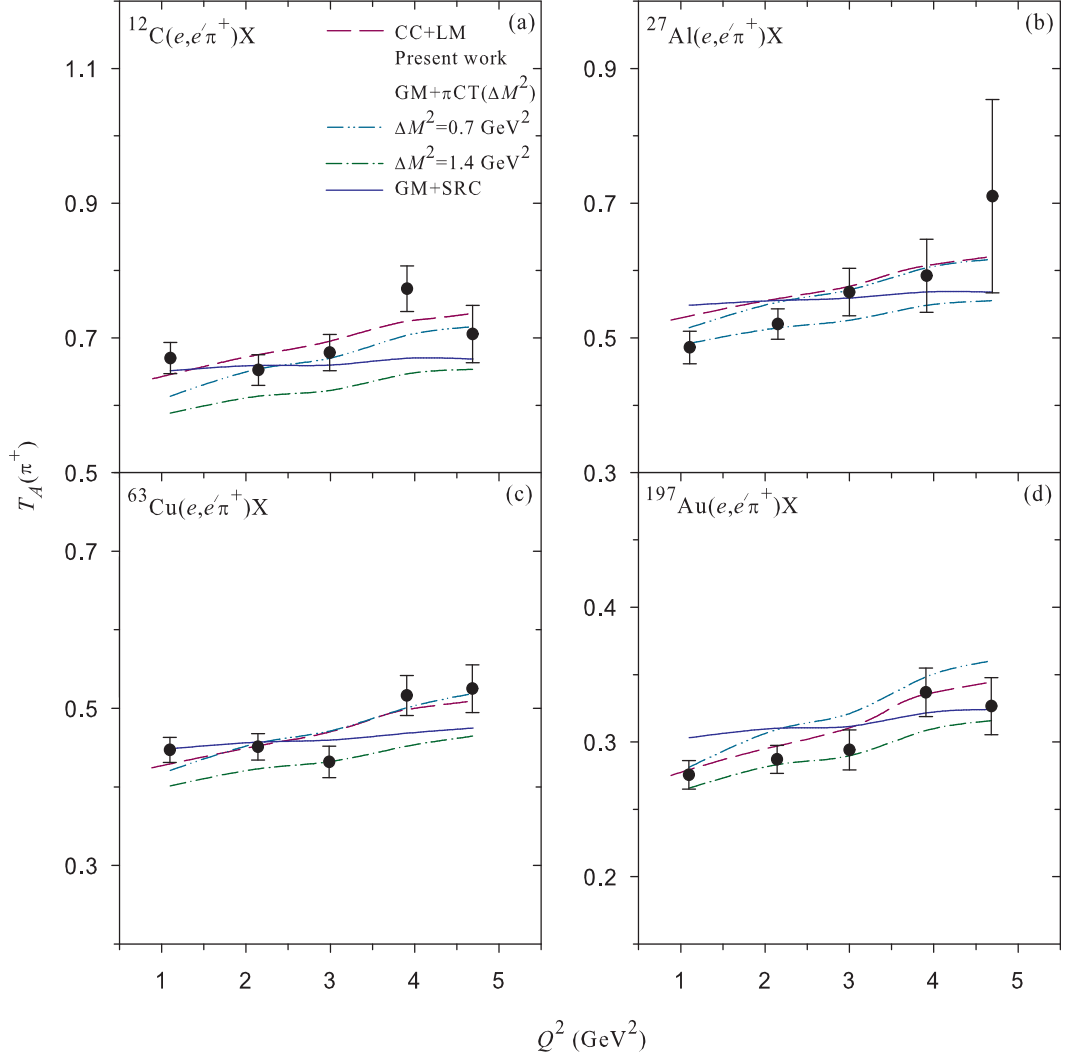 ¹²C(e,e′π⁺)X
(a)
CC+LM
Present work
GM+πCT(ΔM²)
ΔM²=0.7 GeV²
ΔM²=1.4 GeV²
GM+SRC
1.1
0.9
0.7
0.5
²⁷Al(e,e′π⁺)X
(b)
0.9
0.7
0.5
0.3
T_A(π⁺)
⁶³Cu(e,e′π⁺)X
(c)
0.7
0.5
0.3
1 2 3 4 5
¹⁹⁷Au(e,e′π⁺)X
(d)
0.4
0.3
0.2
1 2 3 4 5
Q² (GeV²)